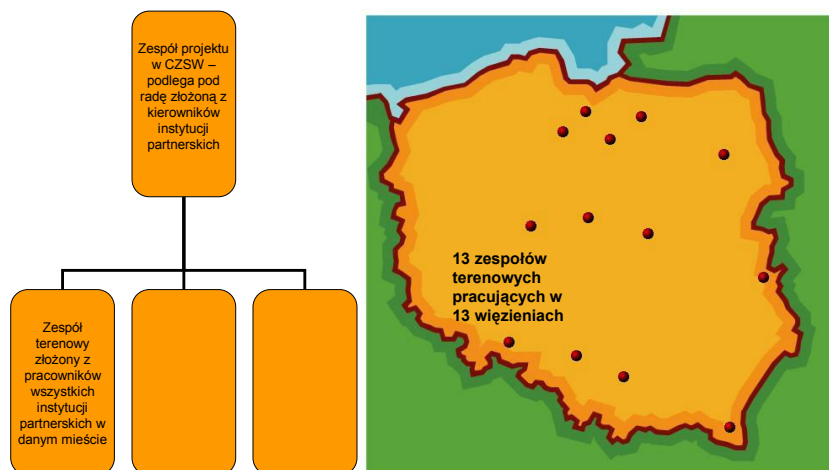 Zespół projektu
w CZSW –
podlega pod
radę złożoną z
kierowników
instytucji
partnerskich
Zespół
terenowy
złożony z
pracowników
wszystkich
instytucji
partnerskich w
danym mieście
13 zespołów
terenowych
pracujących w
13 więzieniach